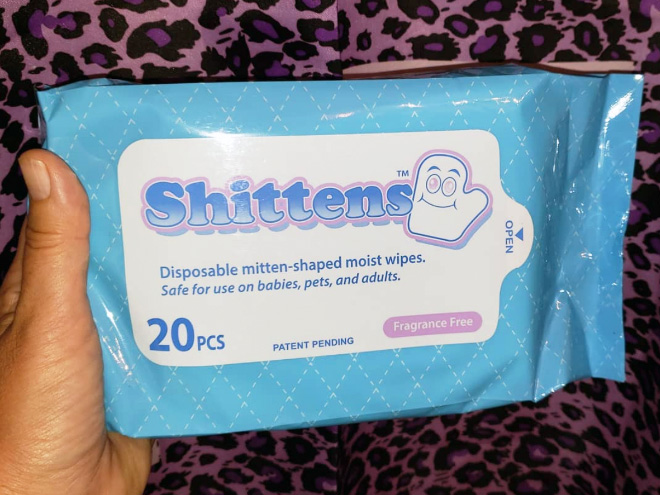 Shittens™
Disposable mitten-shaped moist wipes.
Safe for use on babies, pets, and adults.
20 PCS
PATENT PENDING
Fragrance Free
OPEN